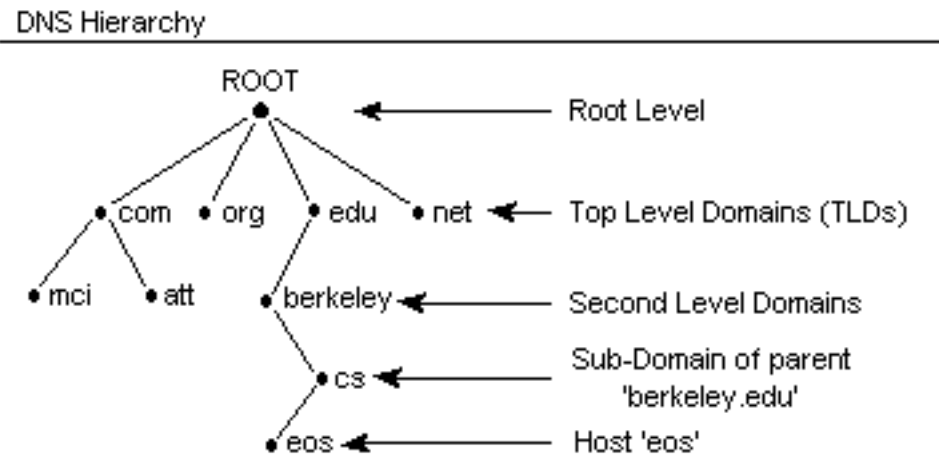 DNS Hierarchy
ROOT
Root Level
com org edu net Top Level Domains (TLDs)
mci att berkeley Second Level Domains
cs Sub-Domain of parent
'berkeley.edu'
eos Host 'eos'